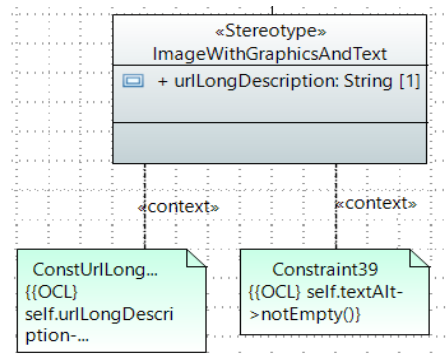 «Stereotype»
ImageWithGraphicsAndText
+ urlLongDescription: String [1]
«context»
«context»
ConstUrlLong...
{{OCL}
self.urlLongDescri
ption-...
Constraint39
{{OCL} self.textAlt-
>notEmpty()}